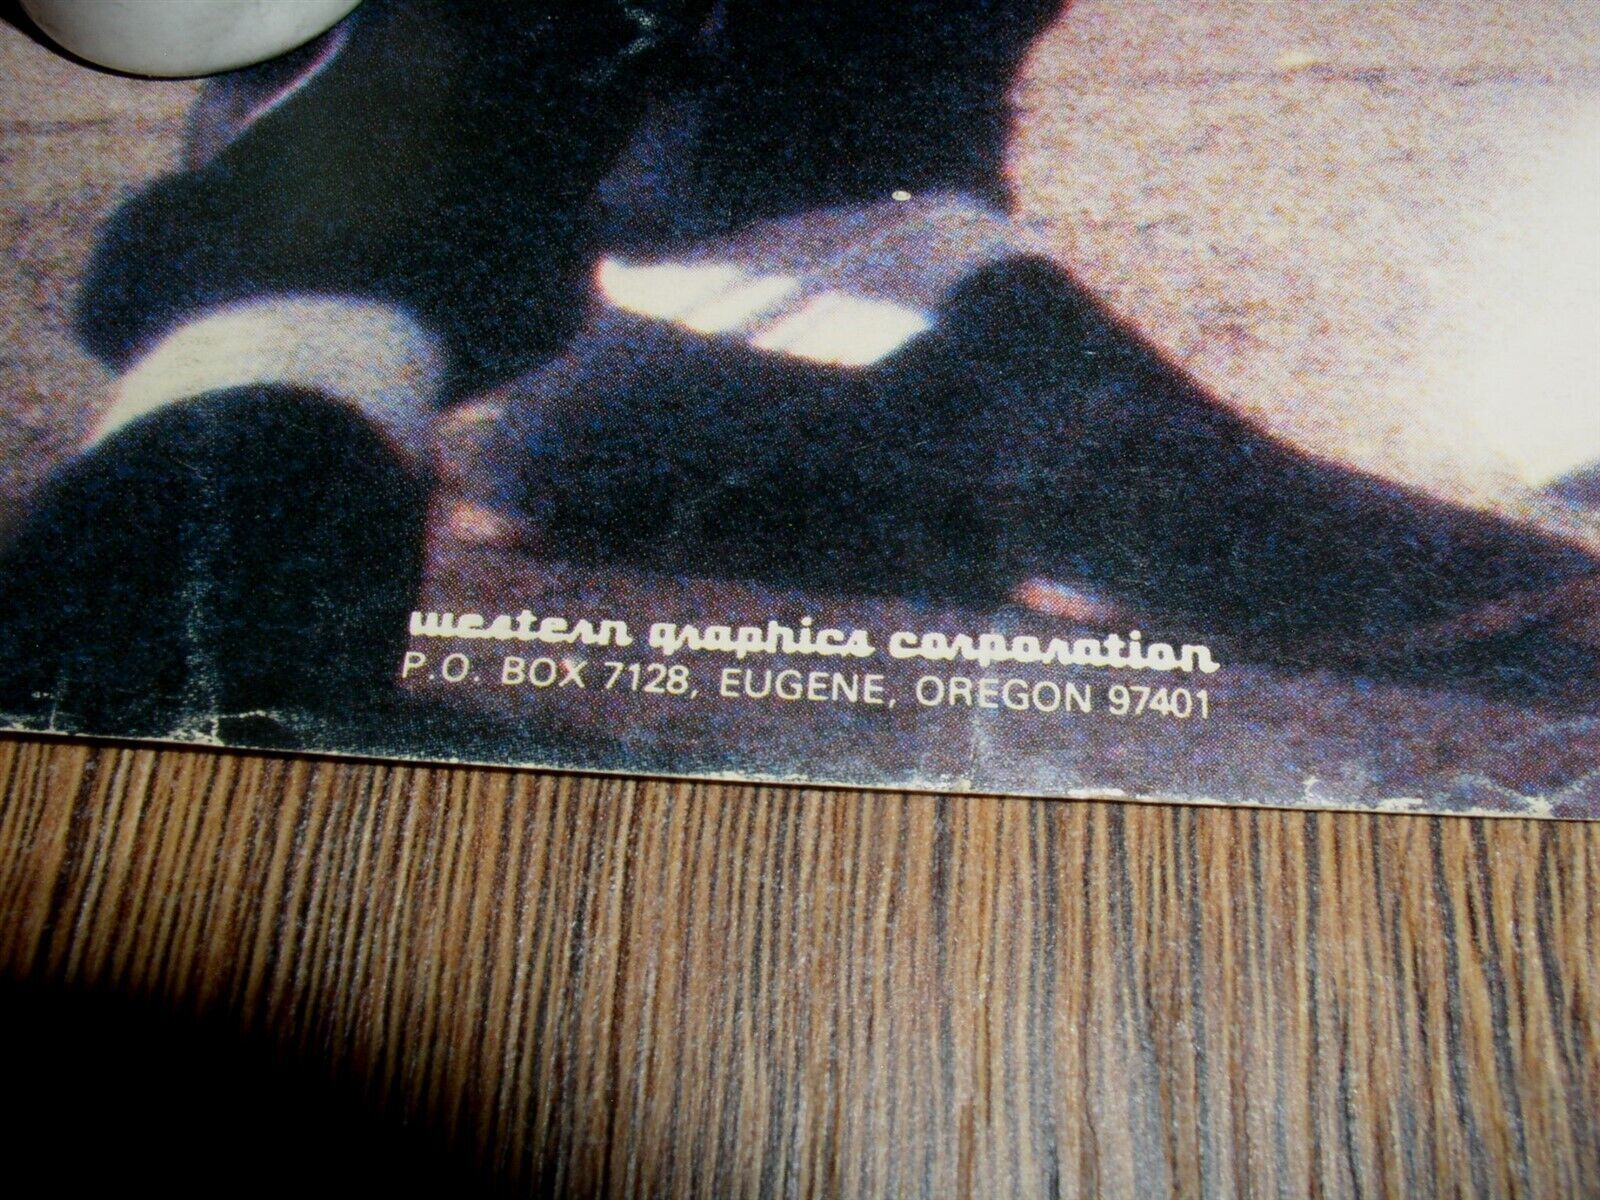 western graphics corporation
P.O. BOX 7128, EUGENE, OREGON 97401